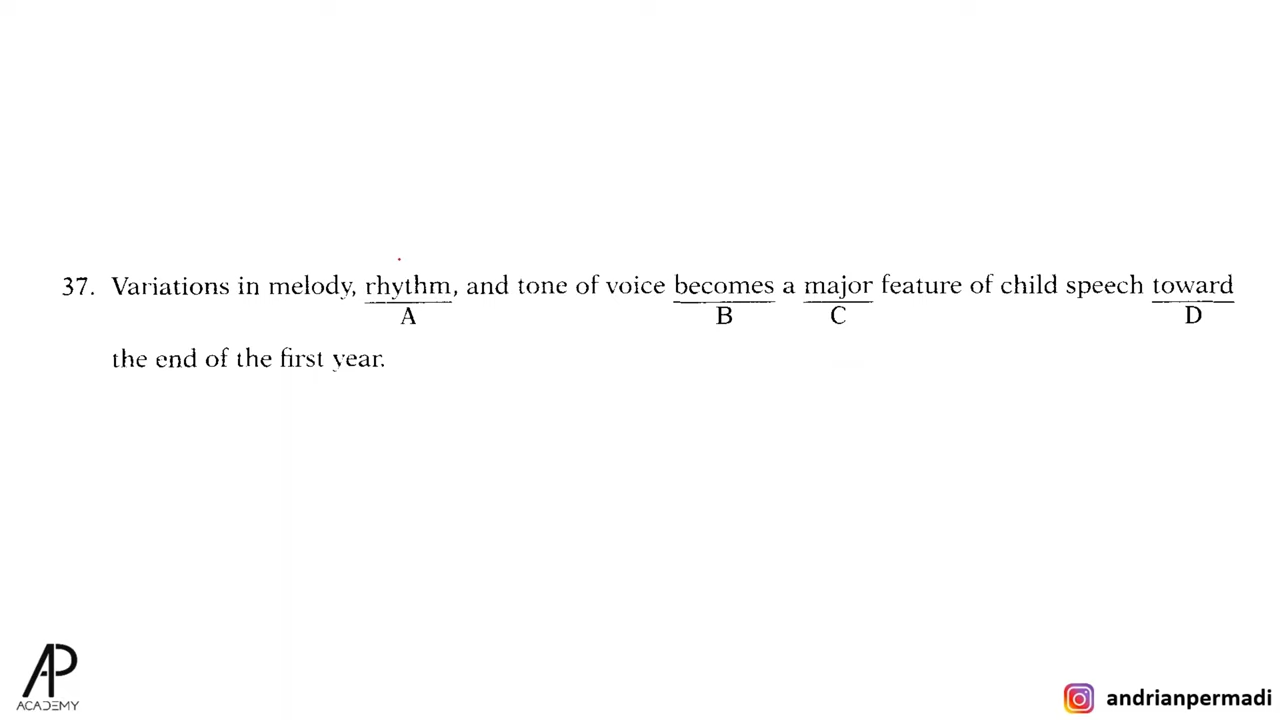 37. Variations in melody, rhythm, and tone of voice becomes a major feature of child speech toward
A B C D
the end of the first year.
AP
ACADEMY
andrianpermadi